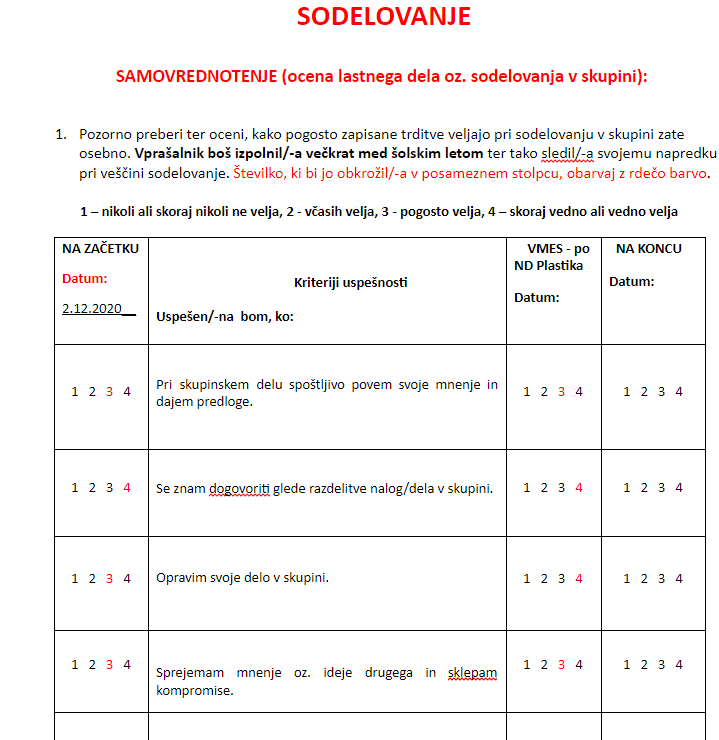 SODELOVANJE
SAMOVREDNOTENJE (ocena lastnega dela oz. sodelovanja v skupini):
1. Pozorno preberi ter oceni, kako pogosto zapisane trditve veljajo pri sodelovanju v skupini zate
osebno. Vprašalnik boš izpolnil/-a večkrat med šolskim letom ter tako sledil/-a svojemu napredku
pri veščini sodelovanje. Številko, ki bi jo obkrožil/-a v posameznem stolpcu, obarvaj z rdečo barvo.
1 – nikoli ali skoraj nikoli ne velja, 2 - včasih velja, 3 - pogosto velja, 4 – skoraj vedno ali vedno velja
NA ZAČETKU
Datum:
2.12.2020__
Kriteriji uspešnosti
Uspešen/-na bom, ko:
VMES - po
ND Plastika
Datum:
NA KONCU
Datum:
1 2 3 4
Pri skupinskem delu spoštljivo povem svoje mnenje in
dajem predloge.
1 2 3 4
1 2 3 4
1 2 3 4
Se znam dogovoriti glede razdelitve nalog/dela v skupini.
1 2 3 4
1 2 3 4
1 2 3 4
Opravim svoje delo v skupini.
1 2 3 4
1 2 3 4
1 2 3 4
Sprejemam mnenje oz. ideje drugega in sklepam
kompromise.
1 2 3 4
1 2 3 4